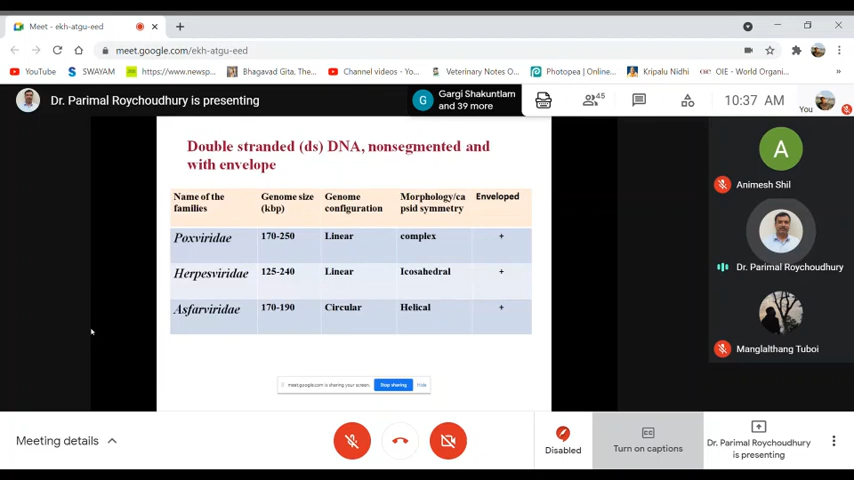 Meet - ekh-atgu-eed
meet.google.com/ekh-atgu-eed
YouTube
SWAYAM
https://www.newsp...
Bhagavad Gita, The...
Channel videos - Yo...
Veterinary Notes O...
Photopea | Online...
Kripalu Nidhi
OIE - World Organi...
Dr. Parimal Roychoudhury is presenting
G
Gargi Shakuntlam
and 39 more
45
10:37 AM
You
Double stranded (ds) DNA, nonsegmented and
with envelope
Name of the families
Genome size (kbp)
Genome configuration
Morphology/ca psid symmetry
Enveloped
Poxviridae 170-250 Linear complex +
Herpesviridae 125-240 Linear Icosahedral +
Asfarviridae 170-190 Circular Helical +
meet.google.com is sharing your screen.
Stop sharing
Hide
A
Animesh Shil
Dr. Parimal Roychoudhury
Manglalthang Tuboi
Meeting details
Disabled
CC
Turn on captions
Dr. Parimal Roychoudhury
is presenting